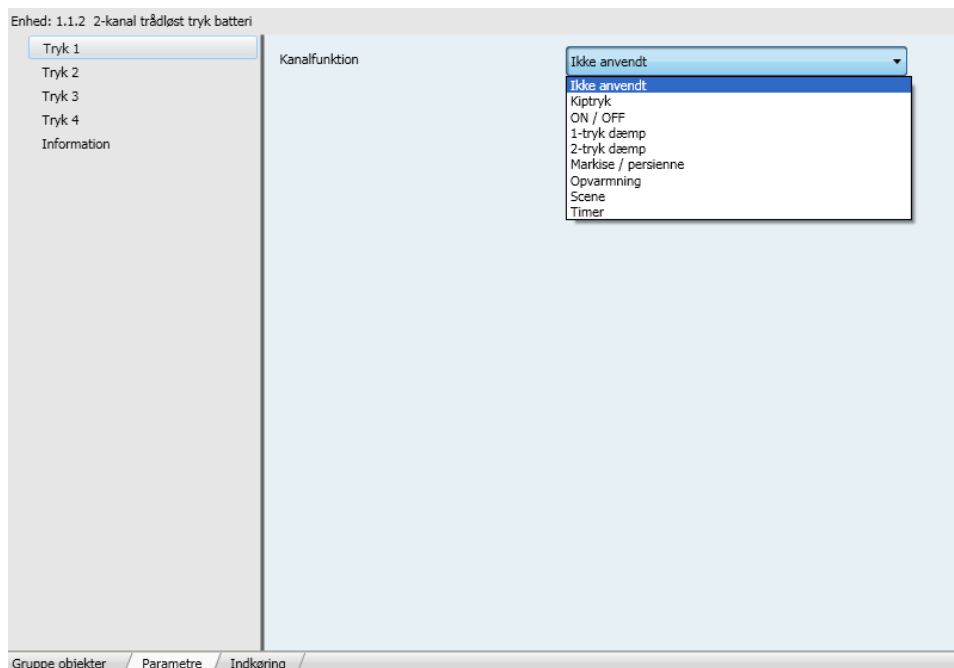 Enhed: 1.1.2 2-kanal trådløst tryk batteri
Tryk 1
Tryk 2
Tryk 3
Tryk 4
Information
Kanalfunktion
Ikke anvendt
Ikke anvendt
Kiptryk
ON / OFF
1-tryk dæmp
2-tryk dæmp
Markise / persienne
Opvarmning
Scene
Timer
Gruppe objekter / Parametre / Indkøring /